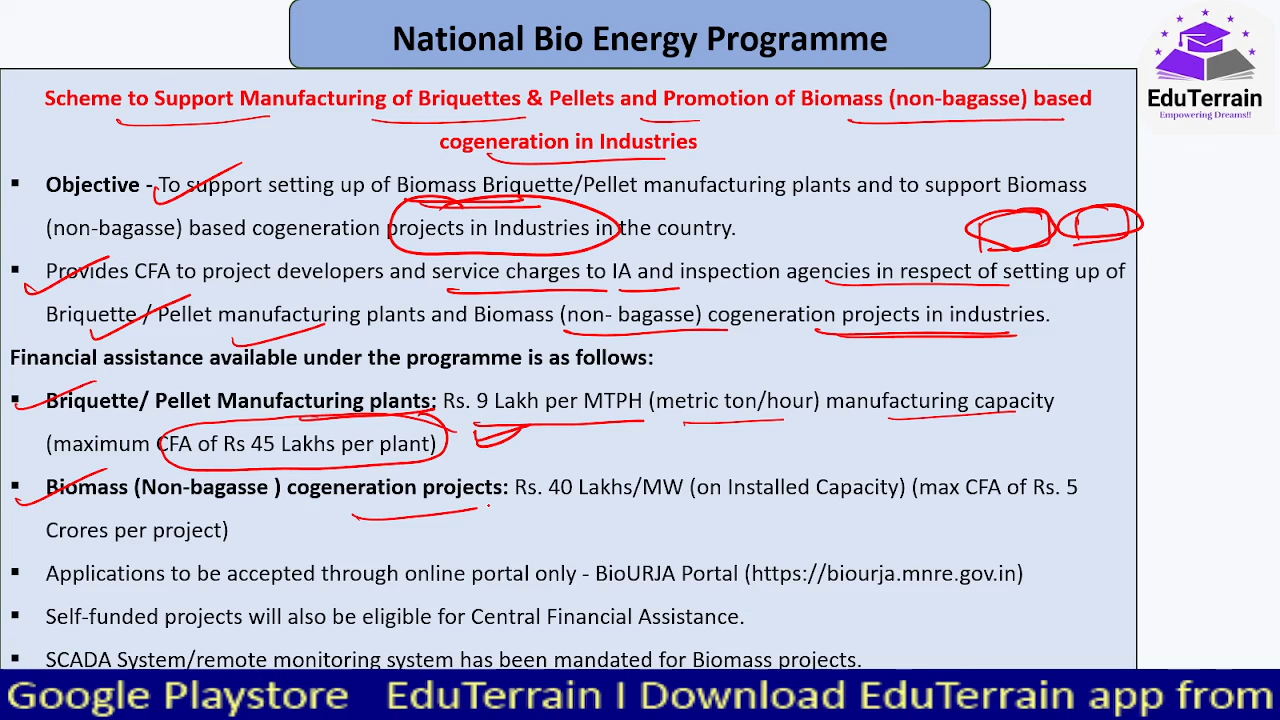 National Bio Energy Programme
EduTerrain
Empowering Dreams!!
Scheme to Support Manufacturing of Briquettes & Pellets and Promotion of Biomass (non-bagasse) based
cogeneration in Industries
▪ Objective - To support setting up of Biomass Briquette/Pellet manufacturing plants and to support Biomass
(non-bagasse) based cogeneration projects in Industries in the country.
▪ Provides CFA to project developers and service charges to IA and inspection agencies in respect of setting up of
Briquette / Pellet manufacturing plants and Biomass (non- bagasse) cogeneration projects in industries.
Financial assistance available under the programme is as follows:
▪ Briquette/ Pellet Manufacturing plants: Rs. 9 Lakh per MTPH (metric ton/hour) manufacturing capacity
(maximum CFA of Rs 45 Lakhs per plant)
▪ Biomass (Non-bagasse ) cogeneration projects: Rs. 40 Lakhs/MW (on Installed Capacity) (max CFA of Rs. 5
Crores per project)
▪ Applications to be accepted through online portal only - BioURJA Portal (https://biourja.mnre.gov.in)
▪ Self-funded projects will also be eligible for Central Financial Assistance.
▪ SCADA System/remote monitoring system has been mandated for Biomass projects.
Google Playstore EduTerrain I Download EduTerrain app from